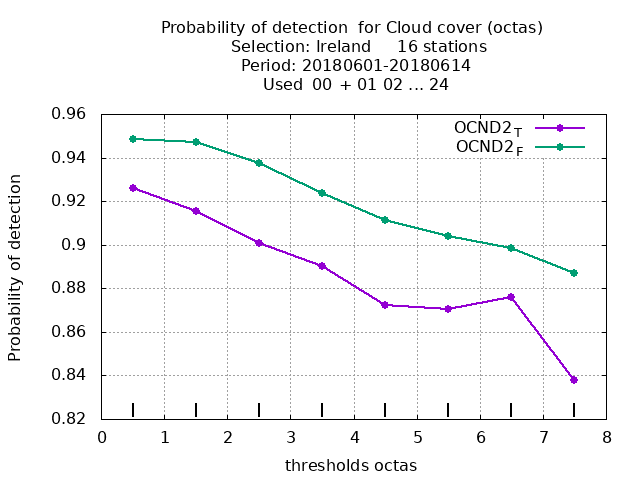 Probability of detection  for Cloud cover (octas)
Selection: Ireland     16 stations
Period: 20180601-20180614
Used  00  + 01 02 ... 24
OCND2T
OCND2F
Probability of detection
0.96
0.94
0.92
0.9
0.88
0.86
0.84
0.82
0 1 2 3 4 5 6 7 8
thresholds octas